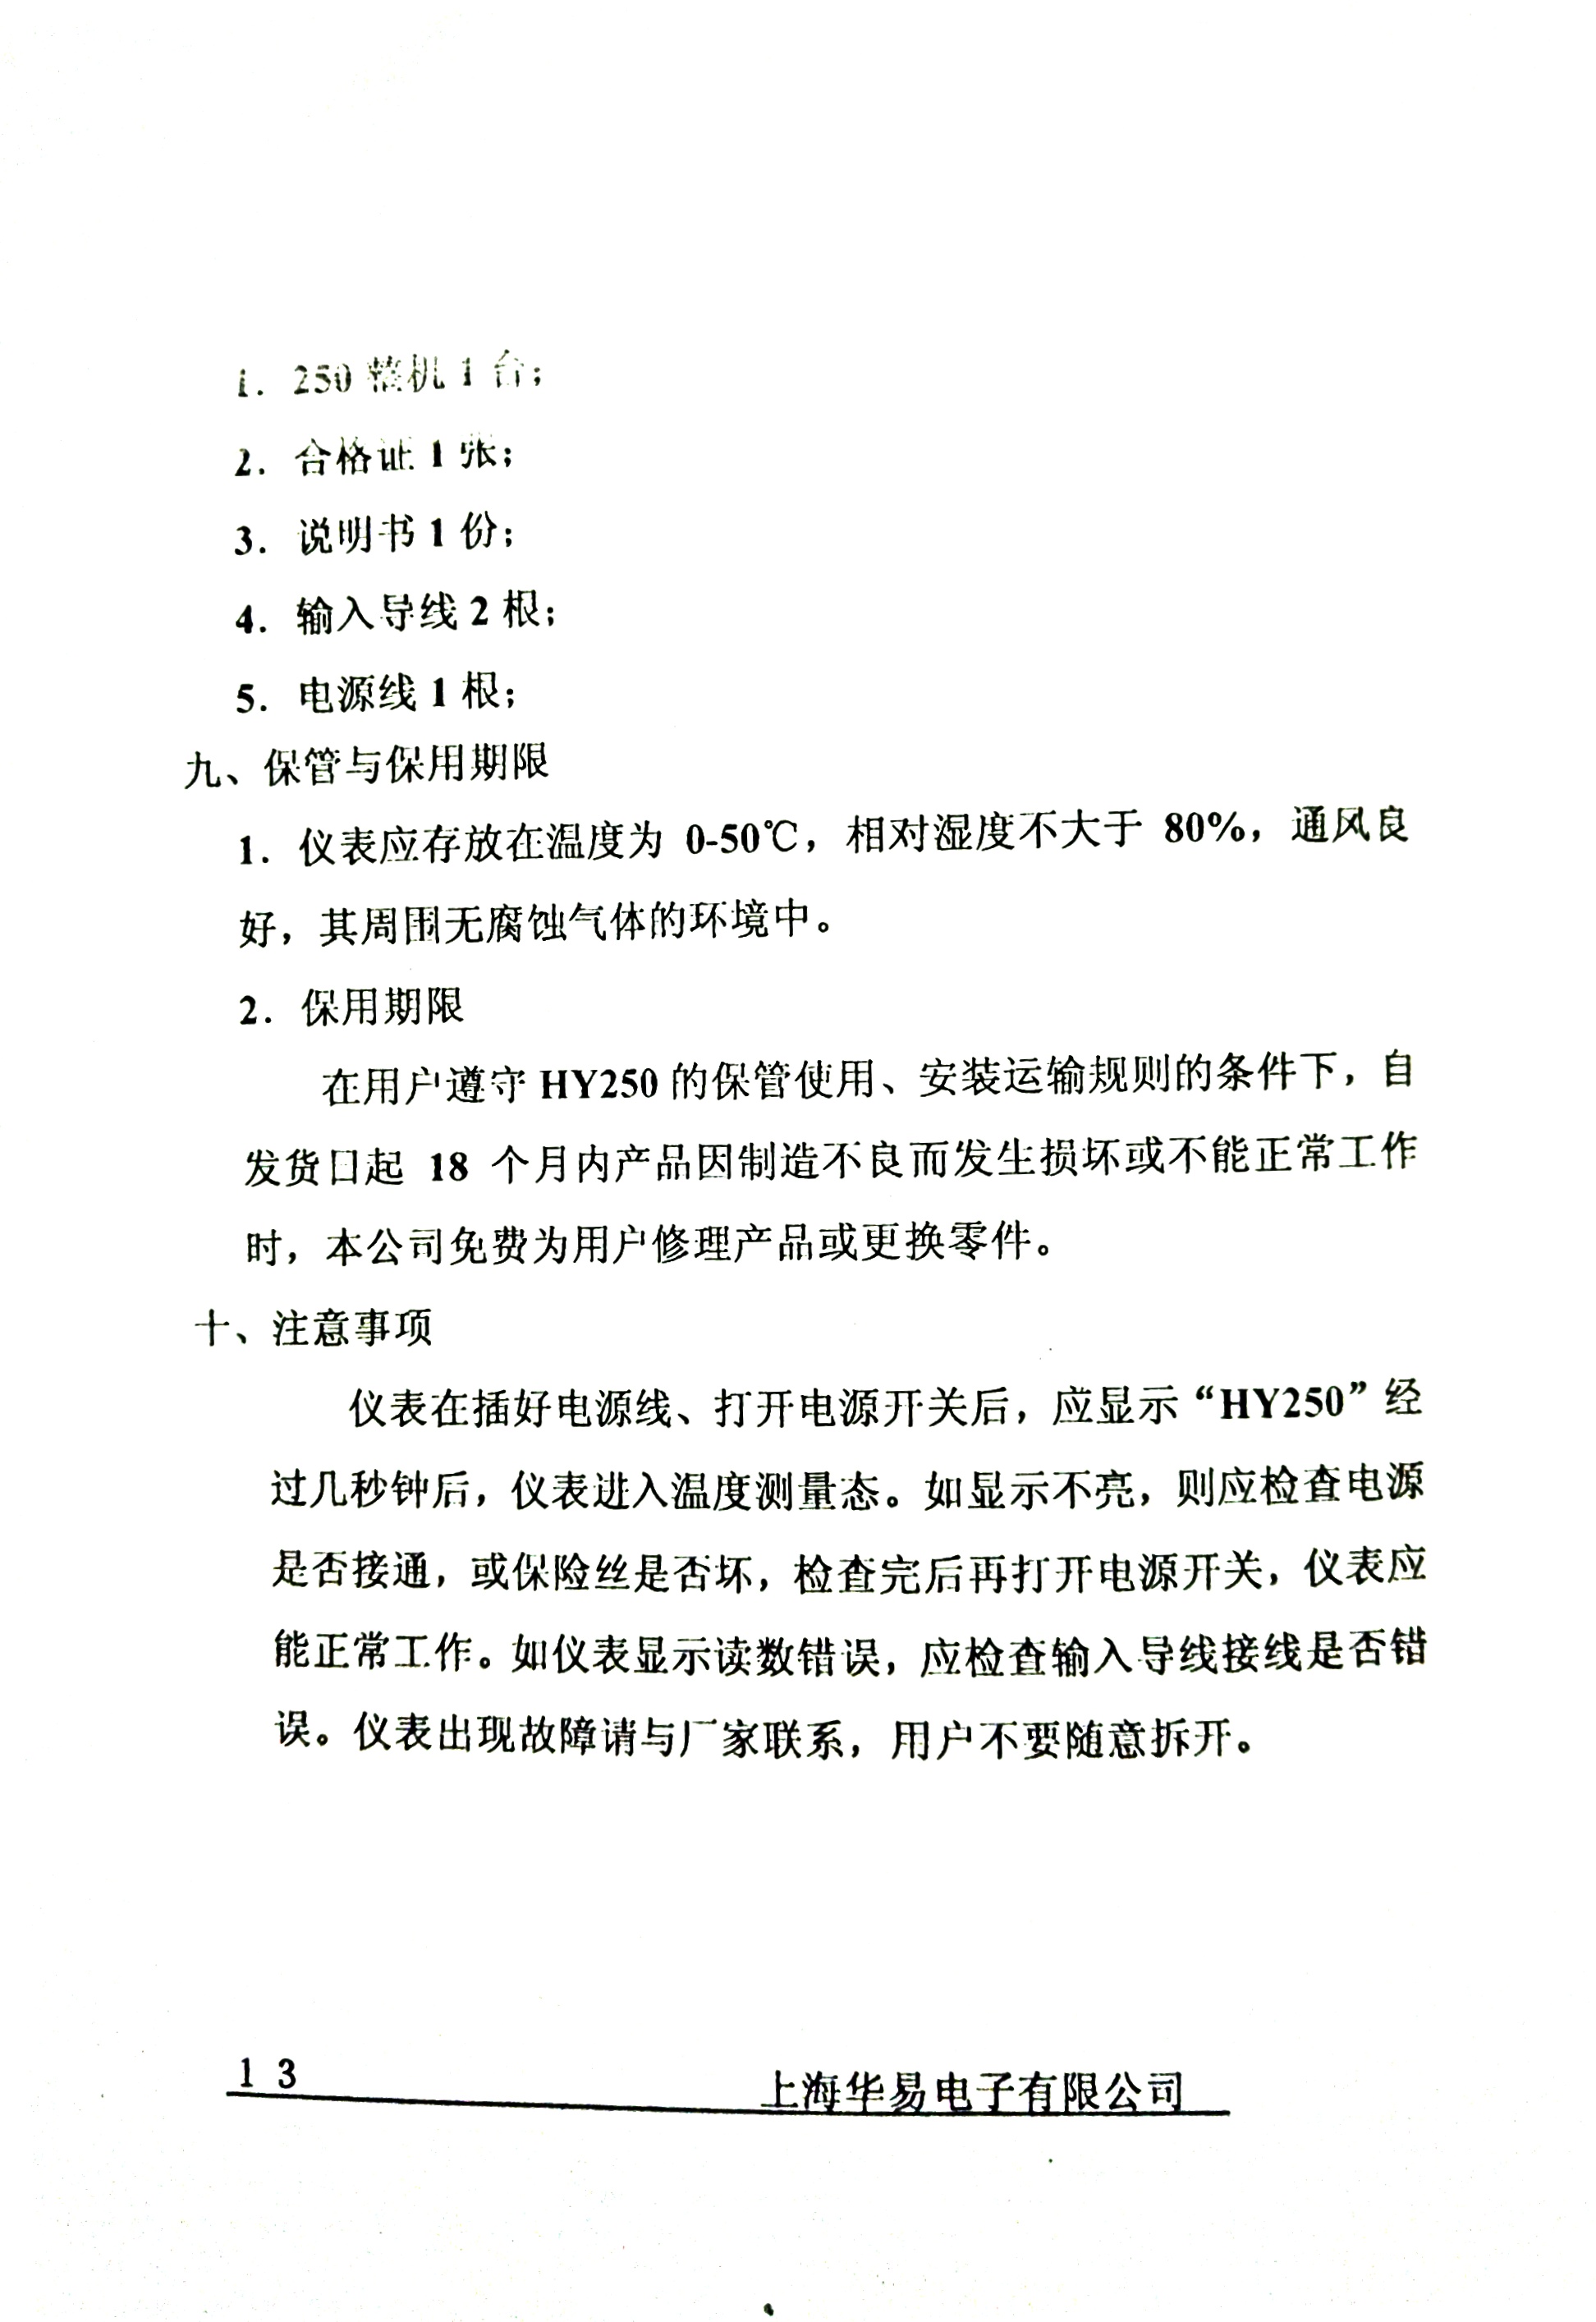 1. 250 整机 1 台；
2. 合格证 1 张；
3. 说明书 1 份；
4. 输入导线 2 根；
5. 电源线 1 根；
九、保管与保用期限
1. 仪表应存放在温度为 0-50℃，相对湿度不大于 80%，通风良
好，其周围无腐蚀气体的环境中。
2. 保用期限
在用户遵守 HY250 的保管使用、安装运输规则的条件下，自
发货日起 18 个月内产品因制造不良而发生损坏或不能正常工作
时，本公司免费为用户修理产品或更换零件。
十、注意事项
仪表在插好电源线、打开电源开关后，应显示“HY250”经
过几秒钟后，仪表进入温度测量态。如显示不亮，则应检查电源
是否接通，或保险丝是否坏，检查完后再打开电源开关，仪表应
能正常工作。如仪表显示读数错误，应检查输入导线接线是否错
误。仪表出现故障请与厂家联系，用户不要随意拆开。
13 上海华易电子有限公司